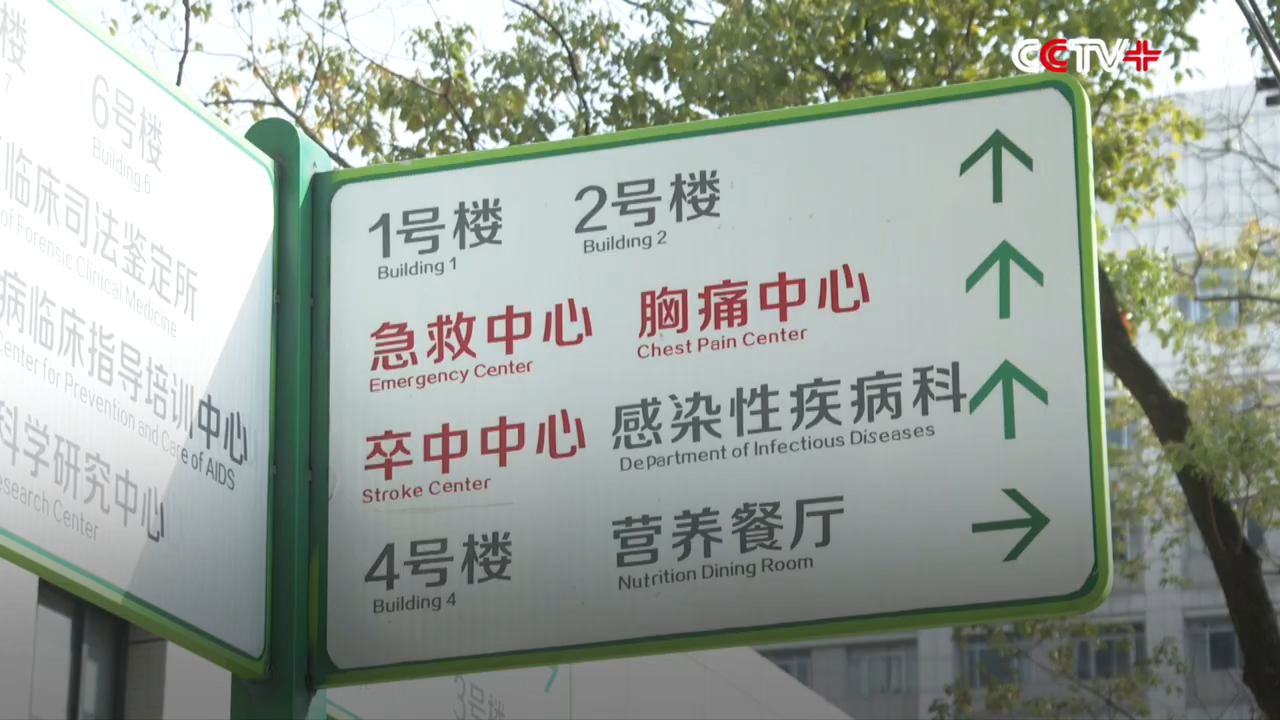 CCTV+
楼
7
6号楼
Building 6
临床司法鉴定所
of Forensic Clinical Medicine
病临床指导培训中心
Center for Prevention and Care of AIDS
科学研究中心
Research Center
1号楼 2号楼
Building 1 Building 2
急救中心 胸痛中心
Emergency Center Chest Pain Center
卒中中心 感染性疾病科
Stroke Center Department of Infectious Diseases
4号楼 营养餐厅
Building 4 Nutrition Dining Room
3号楼